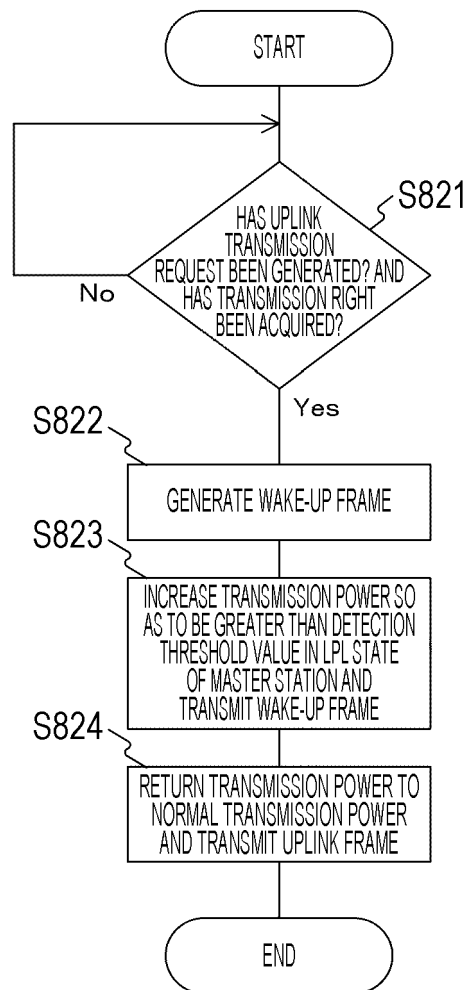 START
S821
HAS UPLINK
TRANSMISSION
REQUEST BEEN GENERATED? AND
HAS TRANSMISSION RIGHT
BEEN ACQUIRED?
No
Yes
S822
GENERATE WAKE-UP FRAME
S823
INCREASE TRANSMISSION POWER SO
AS TO BE GREATER THAN DETECTION
THRESHOLD VALUE IN LPL STATE
OF MASTER STATION AND
TRANSMIT WAKE-UP FRAME
S824
RETURN TRANSMISSION POWER TO
NORMAL TRANSMISSION POWER
AND TRANSMIT UPLINK FRAME
END